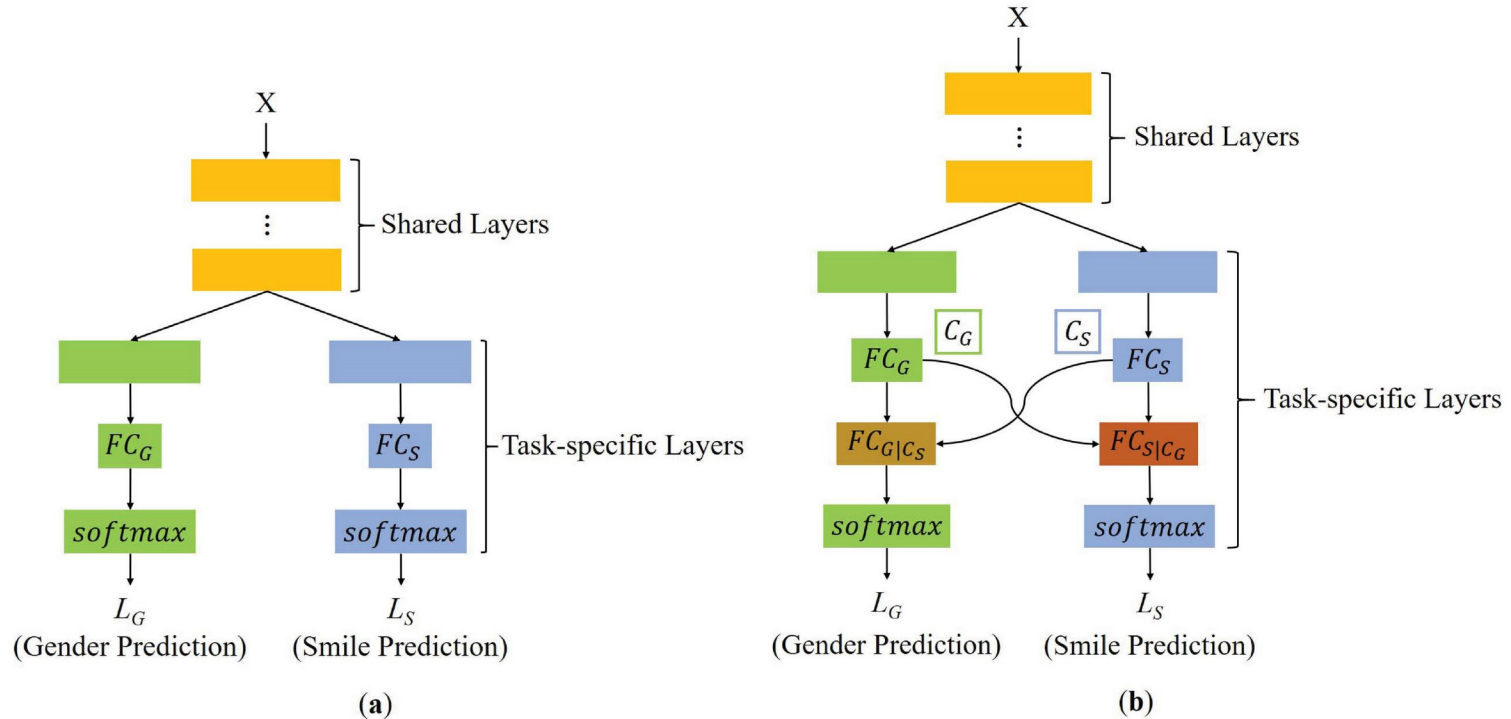 X
⋮
Shared Layers
FC_G
FC_S
Task-specific Layers
softmax
softmax
L_G
L_S
(Gender Prediction)
(Smile Prediction)
(a)
X
⋮
Shared Layers
C_G
C_S
FC_G
FC_S
Task-specific Layers
FC_{G|C_S}
FC_{S|C_G}
softmax
softmax
L_G
L_S
(Gender Prediction)
(Smile Prediction)
(b)